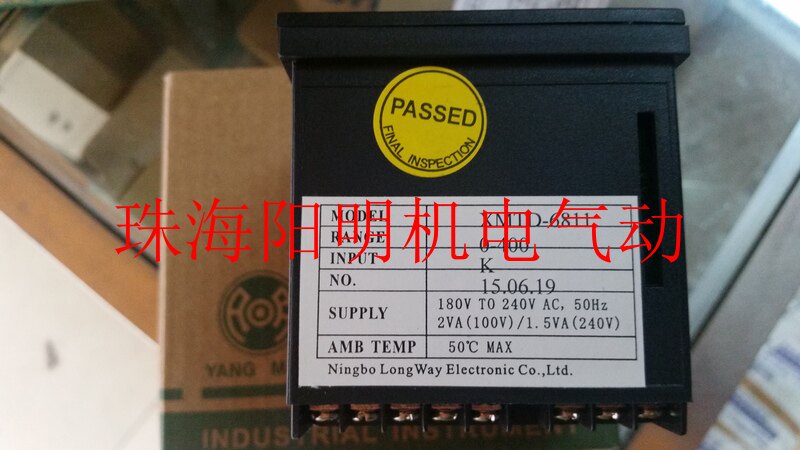 PASSED
FINAL INSPECTION
MODEL XMTD-6811
RANGE 0-400
INPUT K
NO. 15.06.19
珠海阳明机电气动
SUPPLY 180V TO 240V AC, 50Hz
2VA(100V)/1.5VA(240V)
AMB TEMP 50℃ MAX
Ningbo LongWay Electronic Co.,Ltd.
YANG M
INDUSTRIAL INSTRUMENT